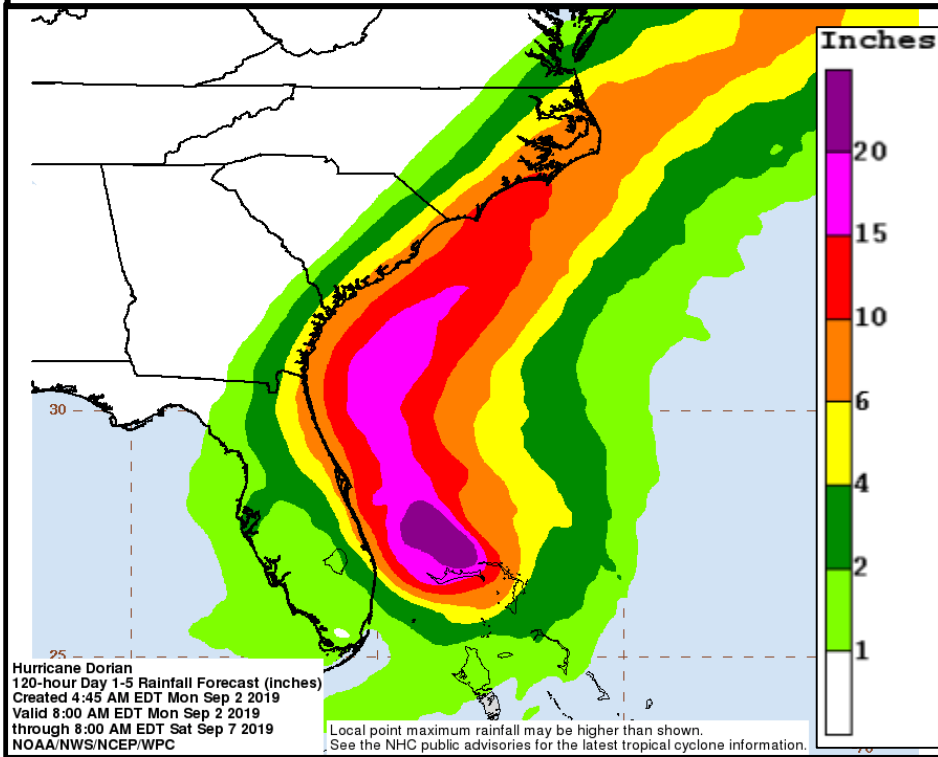 Inches
20
15
10
6
4
2
1
30
25
Hurricane Dorian
120-hour Day 1-5 Rainfall Forecast (inches)
Created 4:45 AM EDT Mon Sep 2 2019
Valid 8:00 AM EDT Mon Sep 2 2019
through 8:00 AM EDT Sat Sep 7 2019
NOAA/NWS/NCEP/WPC
Local point maximum rainfall may be higher than shown.
See the NHC public advisories for the latest tropical cyclone information.